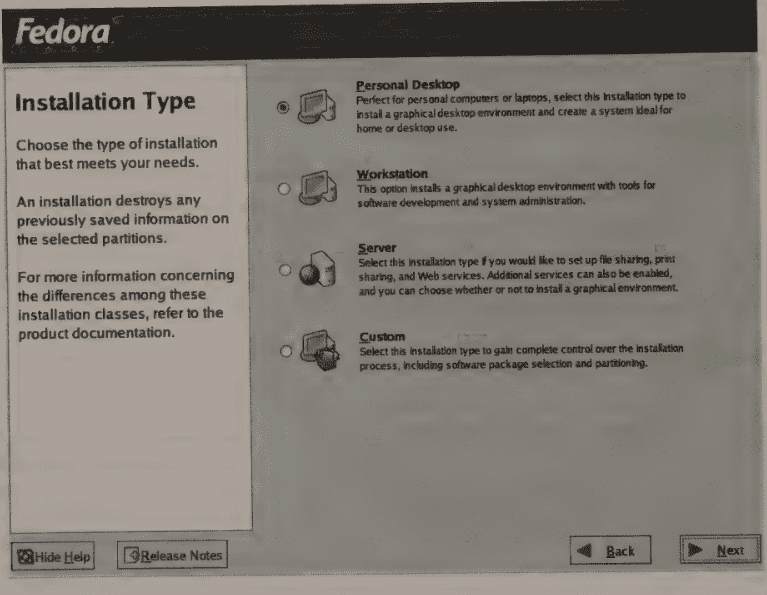 Fedora
Installation Type
Choose the type of installation
that best meets your needs.
An installation destroys any
previously saved information on
the selected partitions.
For more information concerning
the differences among these
installation classes, refer to the
product documentation.
Personal Desktop
Perfect for personal computers or laptops, select this installation type to
install a graphical desktop environment and create a system ideal for
home or desktop use.
Workstation
This option installs a graphical desktop environment with tools for
software development and system administration.
Server
Select this installation type if you would like to set up file sharing, print
sharing, and Web services. Additional services can also be enabled,
and you can choose whether or not to install a graphical environment.
Custom
Select this installation type to gain complete control over the installation
process, including software package selection and partitioning.
Hide Help
Release Notes
Back
Next